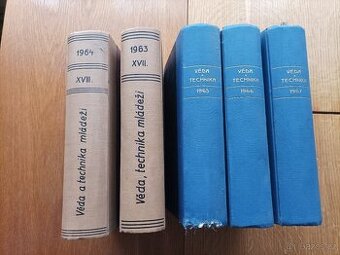 1964
XVIII.
Věda a technika mládeži
1963
XVII.
Věda, technika mládeži
VĚDA
TECHNIKA
1965
VĚDA
TECHNIKA
1966
VĚDA
TECHNIKA
1967